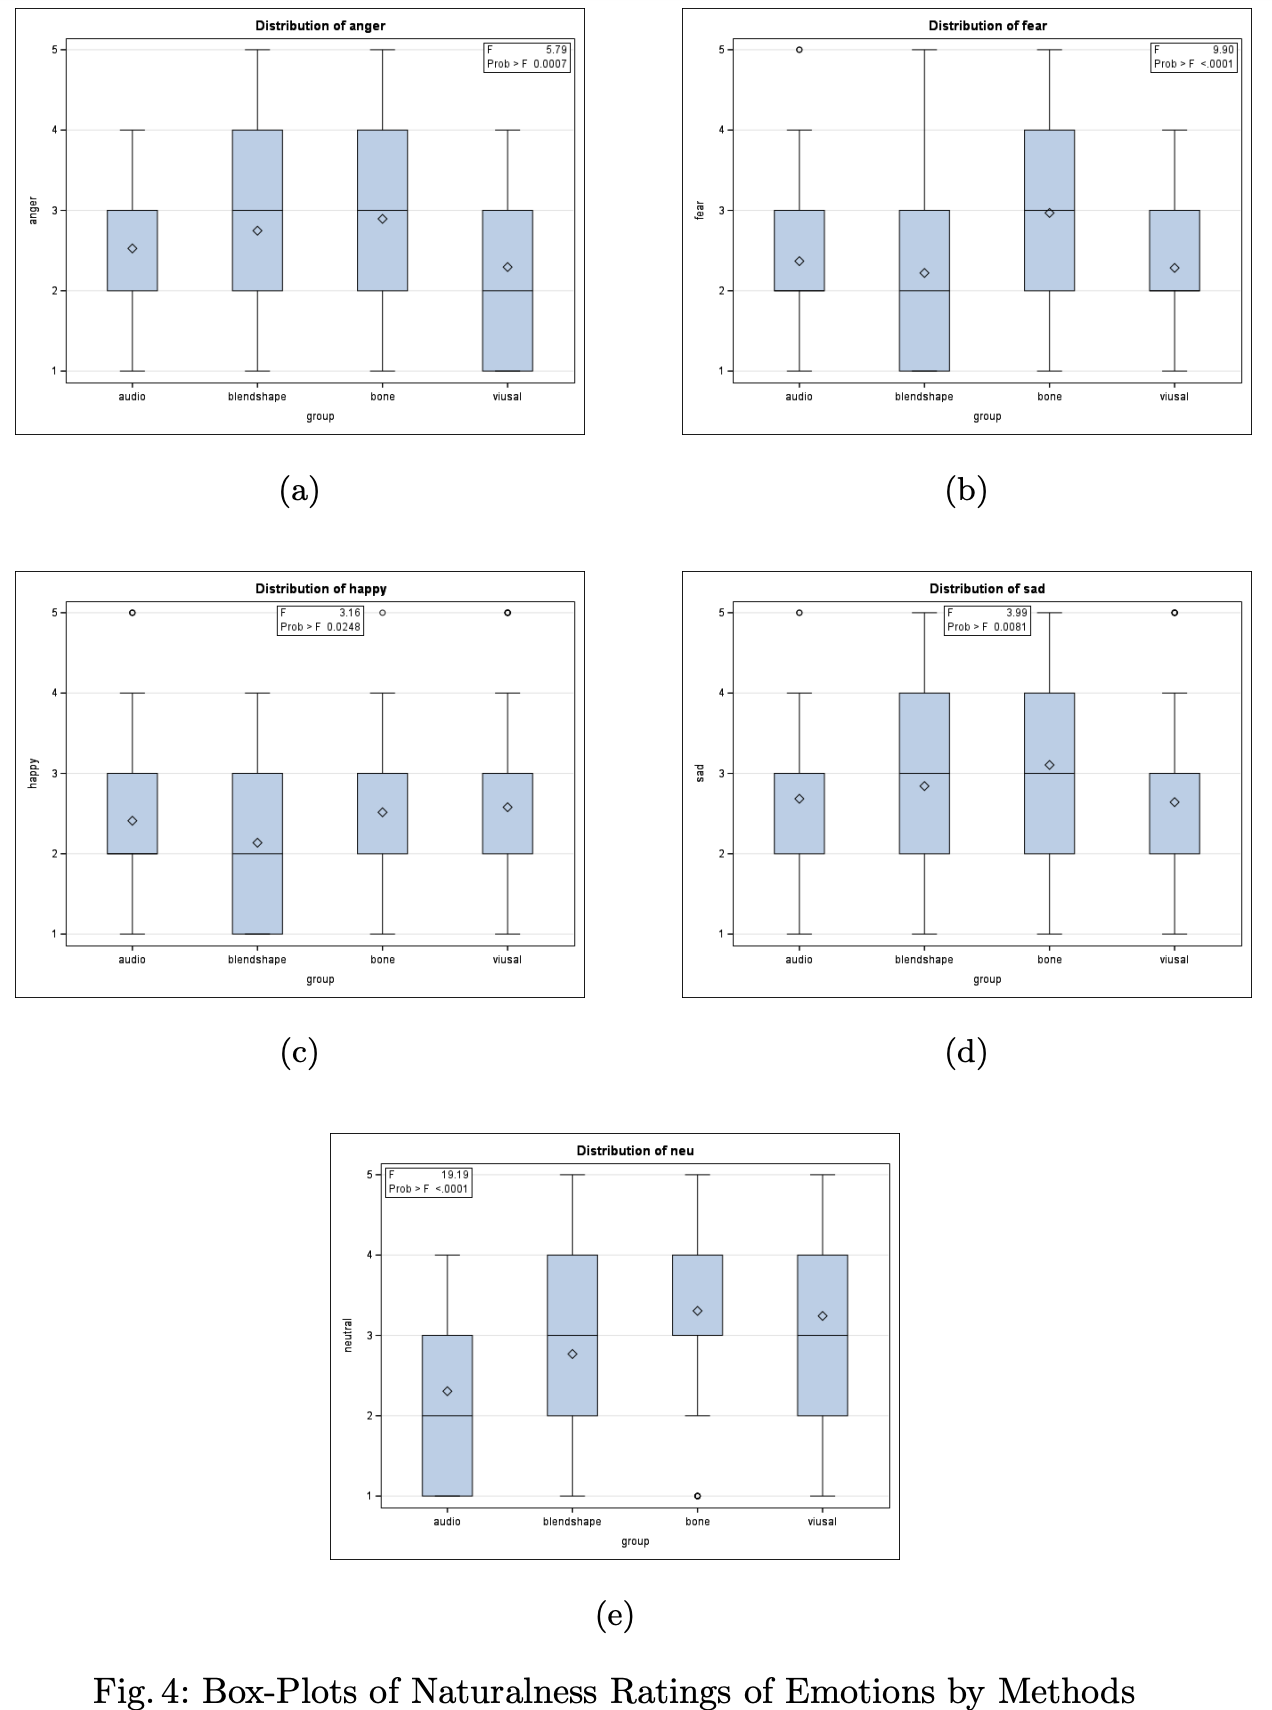 Distribution of anger
F 5.79
Prob > F 0.0007
5
4
3
2
1
anger
audio blendshape bone viusal
group
(a)
Distribution of fear
F 9.90
Prob > F <.0001
5
4
3
2
1
fear
audio blendshape bone viusal
group
(b)
Distribution of happy
F 3.16
Prob > F 0.0248
5
4
3
2
1
happy
audio blendshape bone viusal
group
(c)
Distribution of sad
F 3.99
Prob > F 0.0081
5
4
3
2
1
sad
audio blendshape bone viusal
group
(d)
Distribution of neu
F 19.19
Prob > F <.0001
5
4
3
2
1
neutral
audio blendshape bone viusal
group
(e)
Fig. 4: Box-Plots of Naturalness Ratings of Emotions by Methods